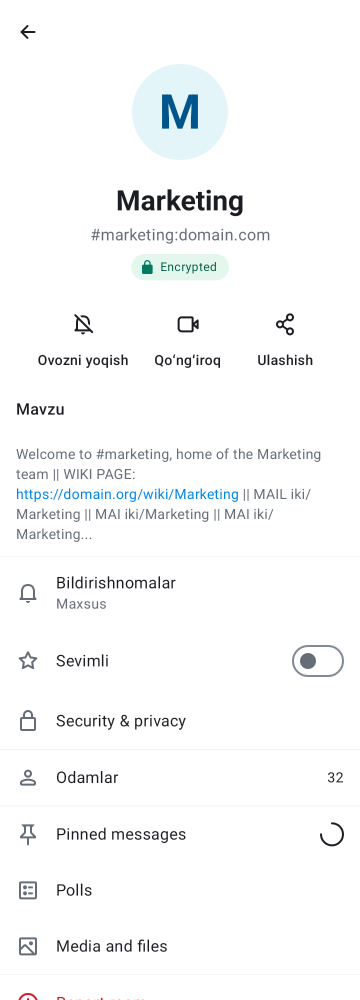 M
Marketing
#marketing:domain.com
Encrypted
Ovozni yoqish
Qo‘ng‘iroq
Ulashish
Mavzu
Welcome to #marketing, home of the Marketing
team || WIKI PAGE:
https://domain.org/wiki/Marketing || MAIL iki/
Marketing || MAI iki/Marketing || MAI iki/
Marketing...
Bildirishnomalar
Maxsus
Sevimli
Security & privacy
Odamlar
32
Pinned messages
Polls
Media and files
Report room